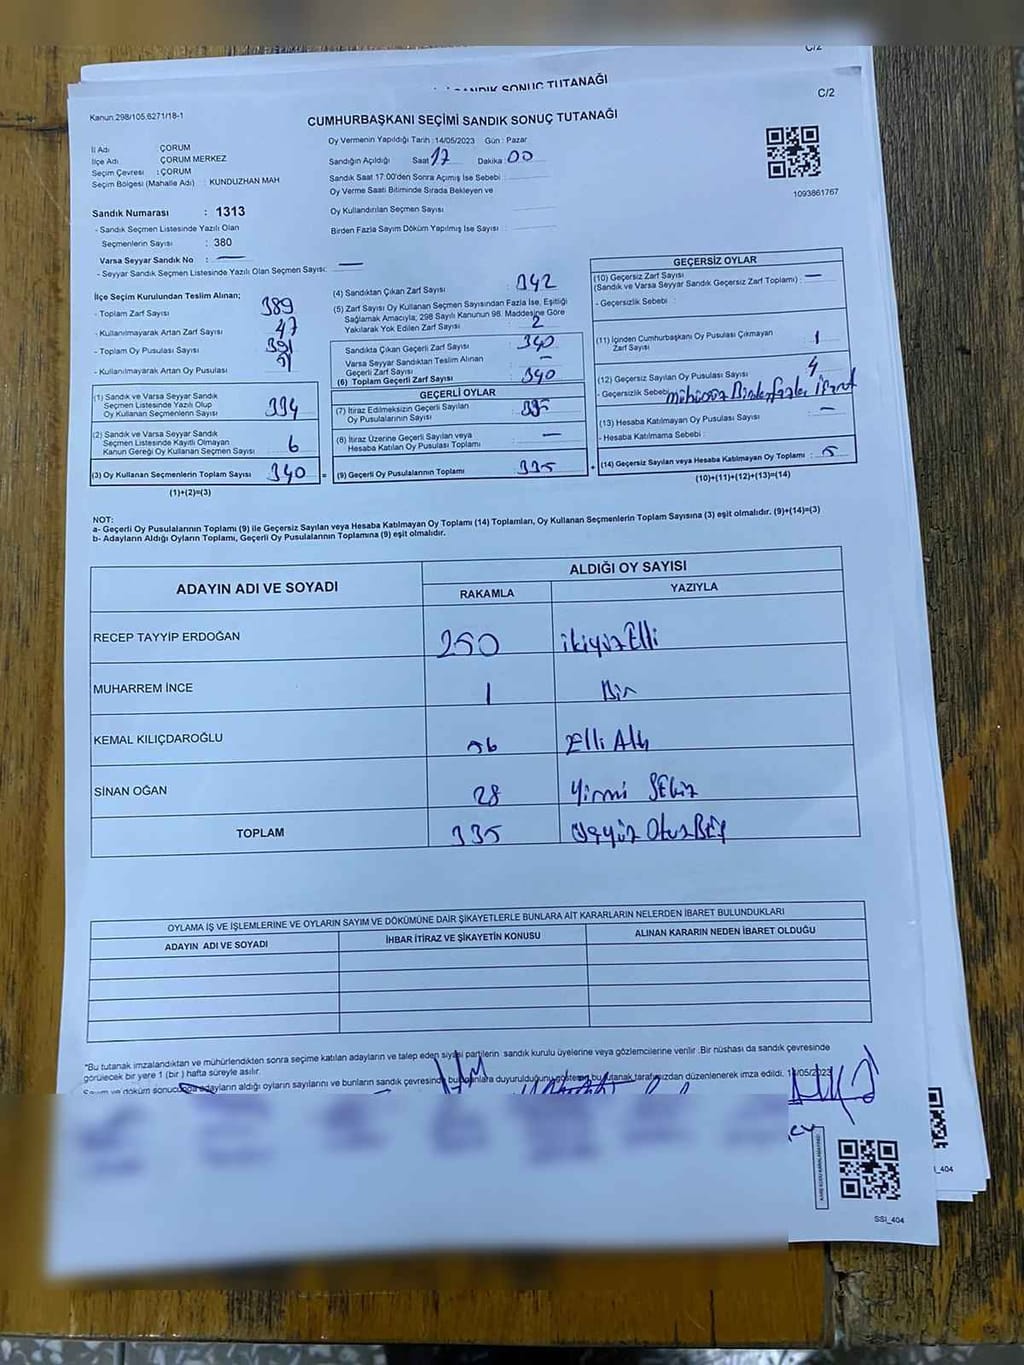 C/2
SANDIK SONUÇ TUTANAĞI
C/2
Kanun.298/105.6271/18-1
CUMHURBAŞKANI SEÇİMİ SANDIK SONUÇ TUTANAĞI
İl Adı : ÇORUM
İlçe Adı ÇORUM MERKEZ
Seçim Çevresi : ÇORUM
Seçim Bölgesi (Mahalle Adı) : KUNDUZHAN MAH
Oy Vermenin Yapıldığı Tarih :14/05/2023 Gün : Pazar
Sandığın Açıldığı Saat 17 Dakika 00
Sandık Saat 17:00'den Sonra Açımış İse Sebebi :
Oy Verme Saati Bitiminde Sırada Bekleyen ve
Oy Kullandırılan Seçmen Sayısı
Birden Fazla Sayım Döküm Yapılmış İse Sayısı :
1093861767
Sandık Numarası : 1313
- Sandık Seçmen Listesinde Yazılı Olan
Seçmenlerin Sayısı : 380
Varsa Seyyar Sandık No : —
- Seyyar Sandık Seçmen Listesinde Yazılı Olan Seçmen Sayısı: —
İlçe Seçim Kurulundan Teslim Alınan;
- Toplam Zarf Sayısı 389
- Kullanılmayarak Artan Zarf Sayısı 47
- Toplam Oy Pusulası Sayısı 391
- Kullanılmayarak Artan Oy Pusulası
(1) Sandık ve Varsa Seyyar Sandık
Seçmen Listesinde Yazılı Olup
Oy Kullanan Seçmenlerin Sayısı 334
(2) Sandık ve Varsa Seyyar Sandık
Seçmen Listesinde Kayıtlı Olmayan
Kanun Gereği Oy Kullanan Seçmen Sayısı 6
(3) Oy Kullanan Seçmenlerin Toplam Sayısı 340 =
(1)+(2)=(3)
(4) Sandıktan Çıkan Zarf Sayısı : 342
(5) Zarf Sayısı Oy Kullanan Seçmen Sayısından Fazla İse, Eşitliği
Sağlamak Amacıyla; 298 Sayılı Kanunun 98. Maddesine Göre
Yakılarak Yok Edilen Zarf Sayısı : 2
Sandıkta Çıkan Geçerli Zarf Sayısı : 340
Varsa Seyyar Sandıktan Teslim Alınan
Geçerli Zarf Sayısı : —
(6) Toplam Geçerli Zarf Sayısı : 340
GEÇERLİ OYLAR
(7) İtiraz Edilmeksizin Geçerli Sayılan
Oy Pusulalarının Sayısı : 335
(8) İtiraz Üzerine Geçerli Sayılan veya
Hesaba Katılan Oy Pusulası Toplamı : —
(9) Geçerli Oy Pusulalarının Toplamı : 335 +
GEÇERSİZ OYLAR
(10) Geçersiz Zarf Sayısı
(Sandık ve Varsa Seyyar Sandık Geçersiz Zarf Toplamı) : —
- Geçersizlik Sebebi :
(11) İçinden Cumhurbaşkanı Oy Pusulası Çıkmayan
Zarf Sayısı : 1
(12) Geçersiz Sayılan Oy Pusulası Sayısı : 4
- Geçersizlik Sebebi
(13) Hesaba Katılmayan Oy Pusulası Sayısı : —
- Hesaba Katılmama Sebebi :
(14) Geçersiz Sayılan veya Hesaba Katılmayan Oy Toplamı : 5
(10)+(11)+(12)+(13)=(14)
NOT:
a- Geçerli Oy Pusulalarının Toplamı (9) ile Geçersiz Sayılan veya Hesaba Katılmayan Oy Toplamı (14) Toplamları, Oy Kullanan Seçmenlerin Toplam Sayısına (3) eşit olmalıdır. (9)+(14)=(3)
b- Adayların Aldığı Oyların Toplamı, Geçerli Oy Pusulalarının Toplamına (9) eşit olmalıdır.
ADAYIN ADI VE SOYADI
ALDIĞI OY SAYISI
RAKAMLA YAZIYLA
RECEP TAYYİP ERDOĞAN 250 ikiyüz Elli
MUHARREM İNCE 1 Bir
KEMAL KILIÇDAROĞLU 56 Elli Altı
SİNAN OĞAN 28 Yirmi Sekiz
TOPLAM 335 Üçyüz Otuz Beş
OYLAMA İŞ VE İŞLEMLERİNE VE OYLARIN SAYIM VE DÖKÜMÜNE DAİR ŞİKAYETLERLE BUNLARA AİT KARARLARIN NELERDEN İBARET BULUNDUKLARI
ADAYIN ADI VE SOYADI İHBAR İTİRAZ VE ŞİKAYETİN KONUSU ALINAN KARARIN NEDEN İBARET OLDUĞU
*Bu tutanak imzalandıktan ve mühürlendikten sonra seçime katılan adayların ve talep eden siyasi partilerin sandık kurulu üyelerine veya gözlemcilerine verilir .Bir nüshası da sandık çevresinde
görülecek bir yere 1 (bir ) hafta süreyle asılır.
Sayım ve döküm sonucunda adayların aldığı oyların sayılarını ve bunların sandık çevresinde bulunanlara duyurulduğunu gösteren bu tutanak tarafımızdan düzenlenerek imza edildi. 14/05/2023
SSİ_404